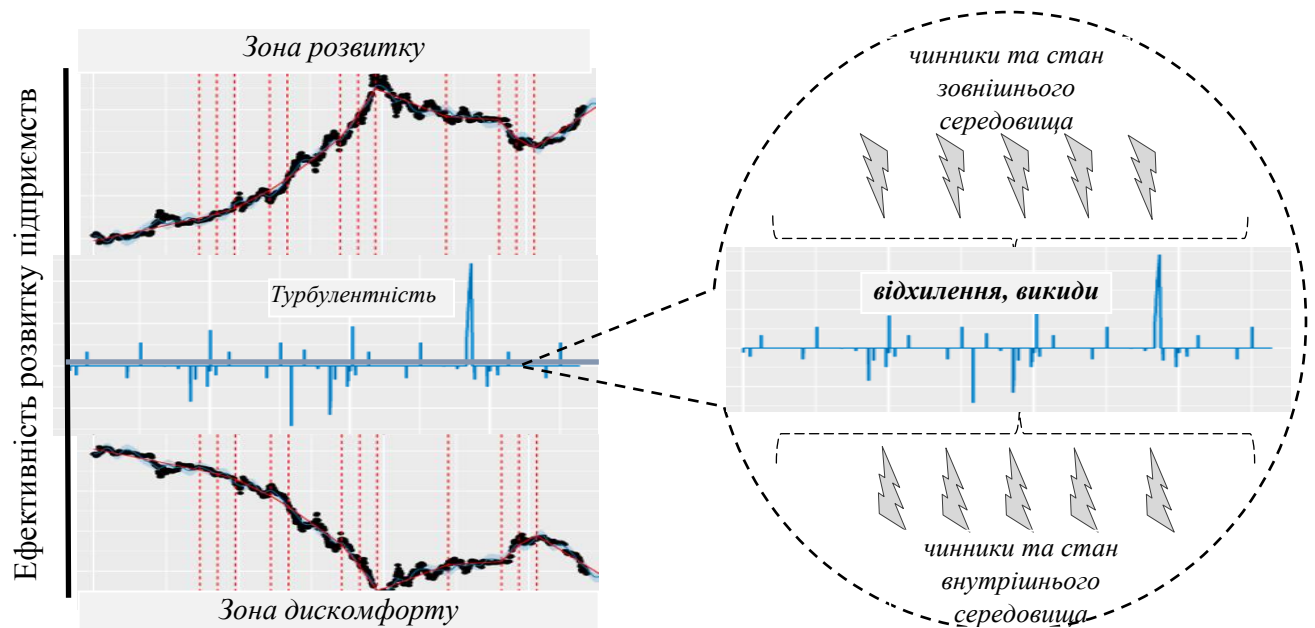 Ефективність розвитку підприємств
Зона розвитку
Турбулентність
Зона дискомфорту
чинники та стан
зовнішнього
середовища
відхилення, викиди
чинники та стан
внутрішнього
середовища